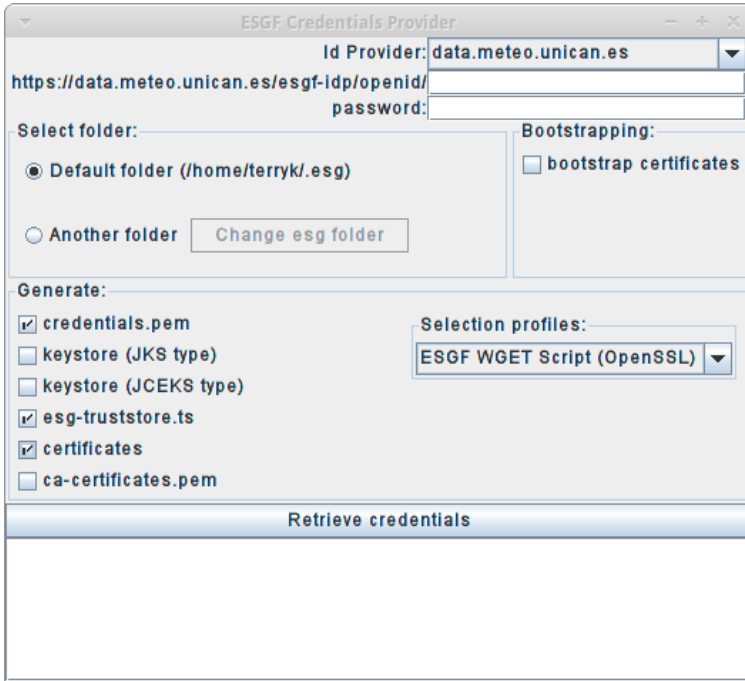 ESGF Credentials Provider
Id Provider: data.meteo.unican.es
https://data.meteo.unican.es/esgf-idp/openid/
password:
Select folder:
Default folder (/home/terryk/.esg)
Another folder Change esg folder
Bootstrapping:
bootstrap certificates
Generate:
credentials.pem
keystore (JKS type)
keystore (JCEKS type)
esg-truststore.ts
certificates
ca-certificates.pem
Selection profiles:
ESGF WGET Script (OpenSSL)
Retrieve credentials